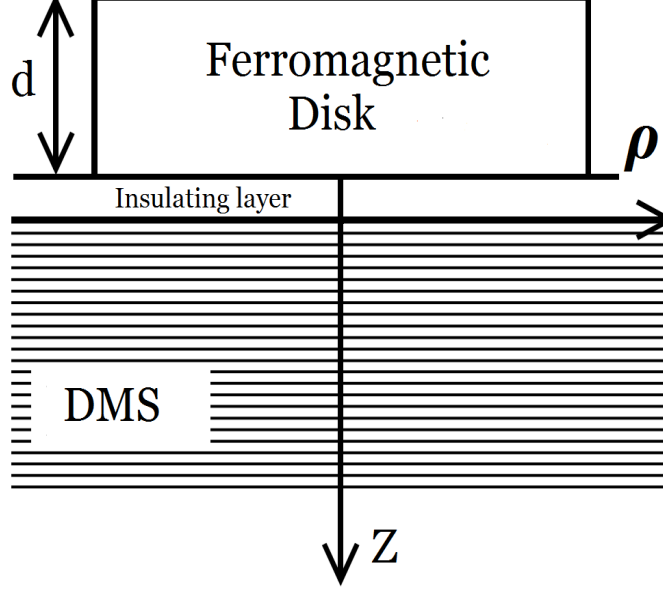 d
Ferromagnetic
Disk
ρ
Insulating layer
DMS
Z